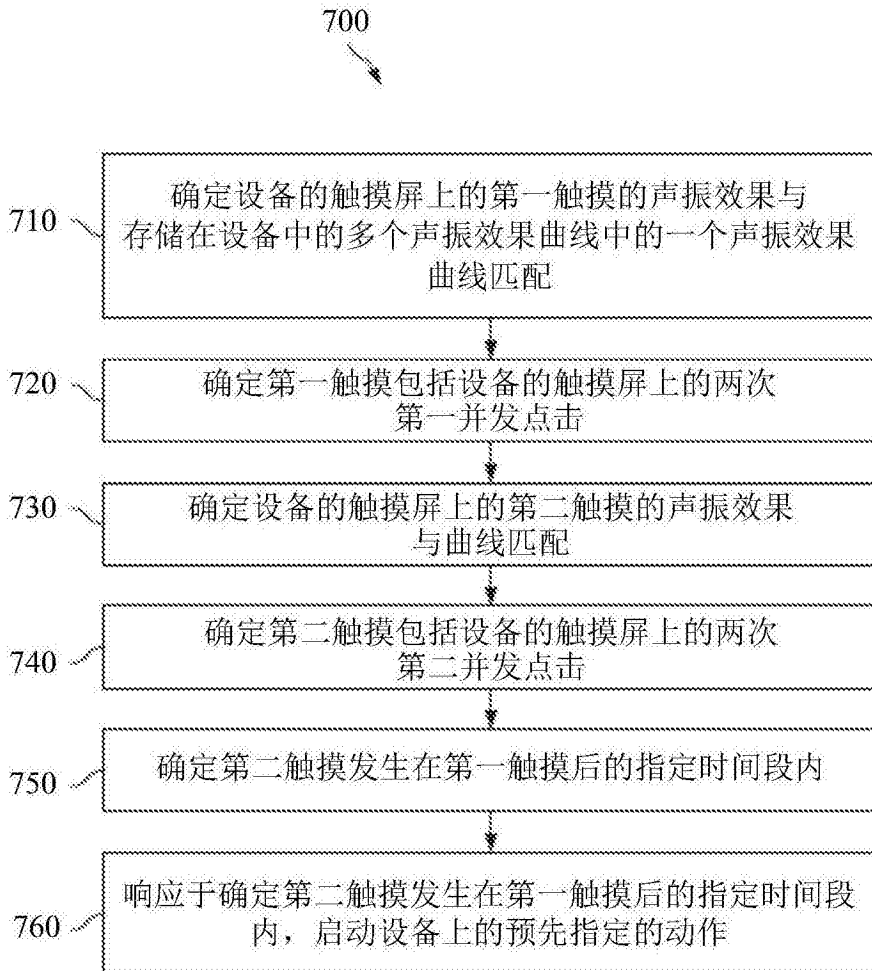 700
710
确定设备的触摸屏上的第一触摸的声振效果与
存储在设备中的多个声振效果曲线中的一个声振效果
曲线匹配
720
确定第一触摸包括设备的触摸屏上的两次
第一并发点击
730
确定设备的触摸屏上的第二触摸的声振效果
与曲线匹配
740
确定第二触摸包括设备的触摸屏上的两次
第二并发点击
750
确定第二触摸发生在第一触摸后的指定时间段内
760
响应于确定第二触摸发生在第一触摸后的指定时间段
内，启动设备上的预先指定的动作